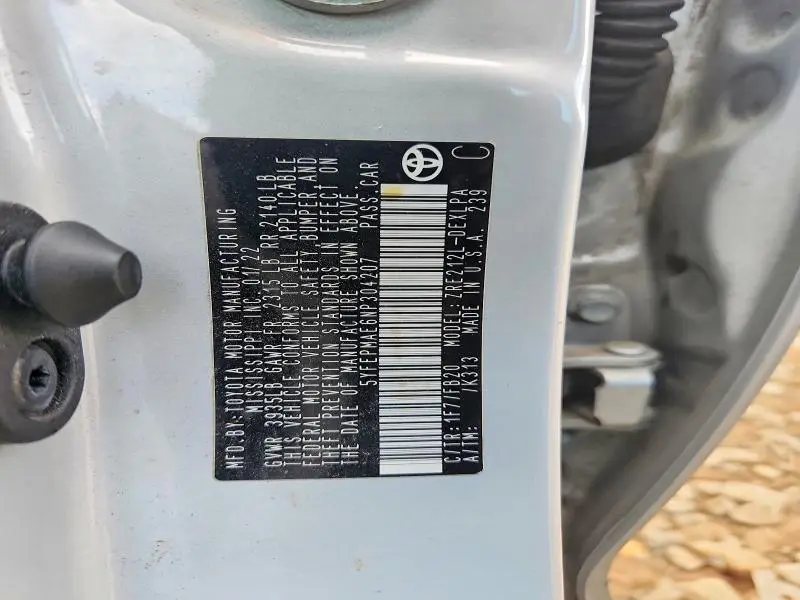 MFD.BY: TOYOTA MOTOR MANUFACTURING
MISSISSIPPI, INC. 01/22
GVWR 3935LB GAWR FR 2315 LB RR 2140LB
THIS VEHICLE CONFORMS TO ALL APPLICABLE
FEDERAL MOTOR VEHICLE SAFETY, BUMPER AND
THEFT PREVENTION STANDARDS IN EFFECT ON
THE DATE OF MANUFACTURE SHOWN ABOVE.
5YFEPMAE6NP304207 PASS.CAR
C/TR: 1F7/FB20 MODEL: ZRE212L-DEXLPA
A/TM: /K313 MADE IN U.S.A. 239
C